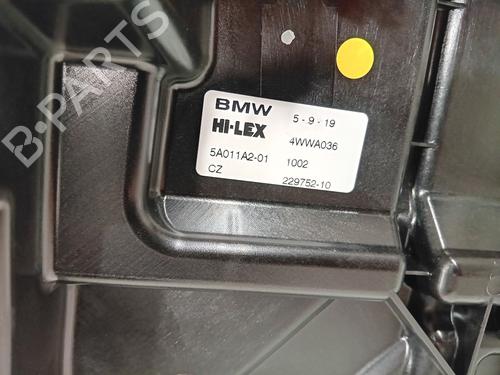 B-PARTS
BMW 5-9-19
HI-LEX 4WWA036
5A011A2-01 1002
CZ 229752-10